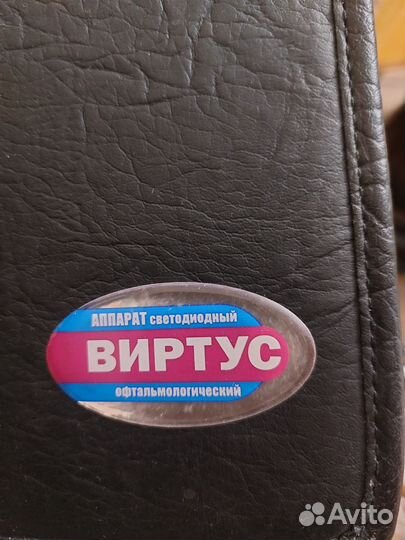 АППАРАТ светодиодный
ВИРТУС
офтальмологический
Avito